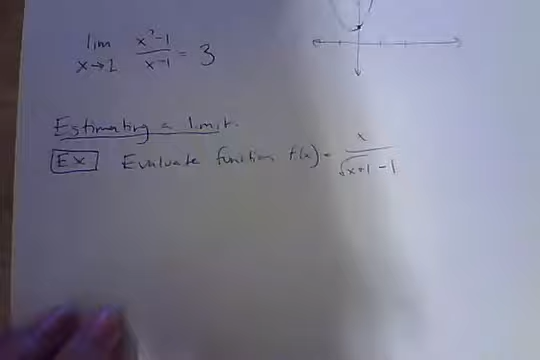 lim x→1 x²-1 / x-1 = 3
Estimating a limit.
Ex Evaluate function f(x) = x / √x+1 - 1